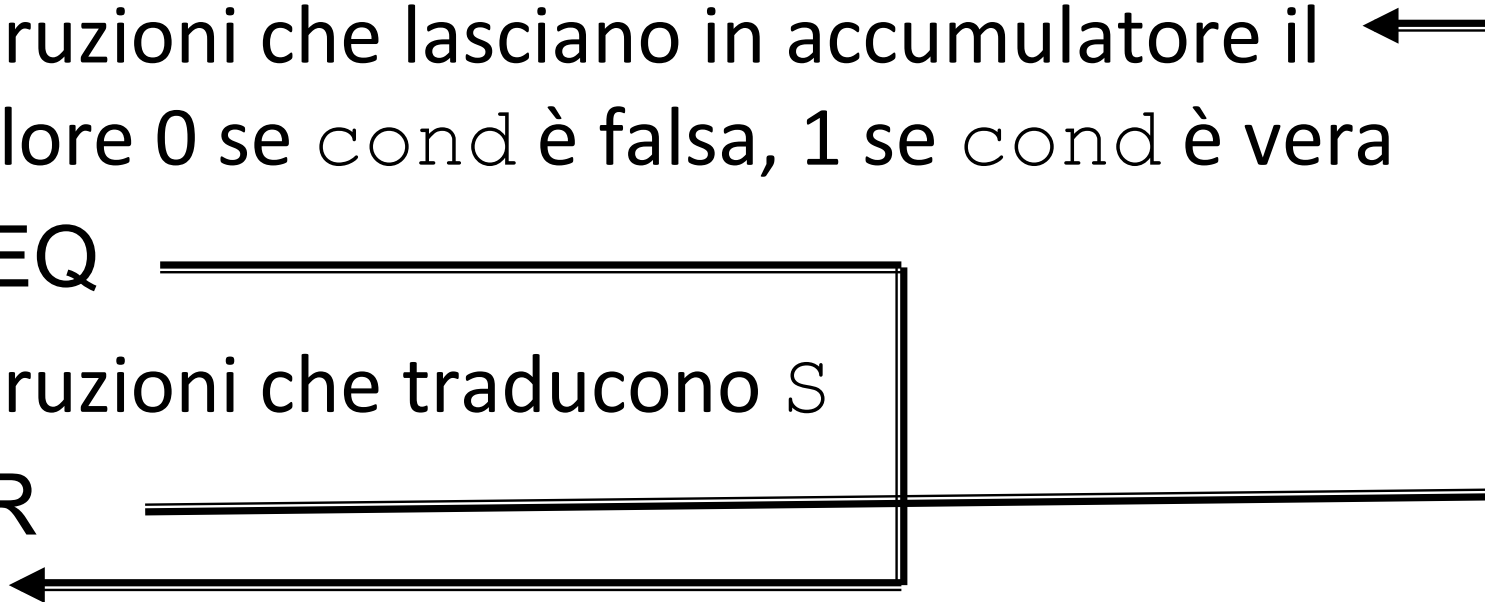 ruzioni che lasciano in accumulatore il
lore 0 se cond è falsa, 1 se cond è vera
EQ
ruzioni che traducono S
R